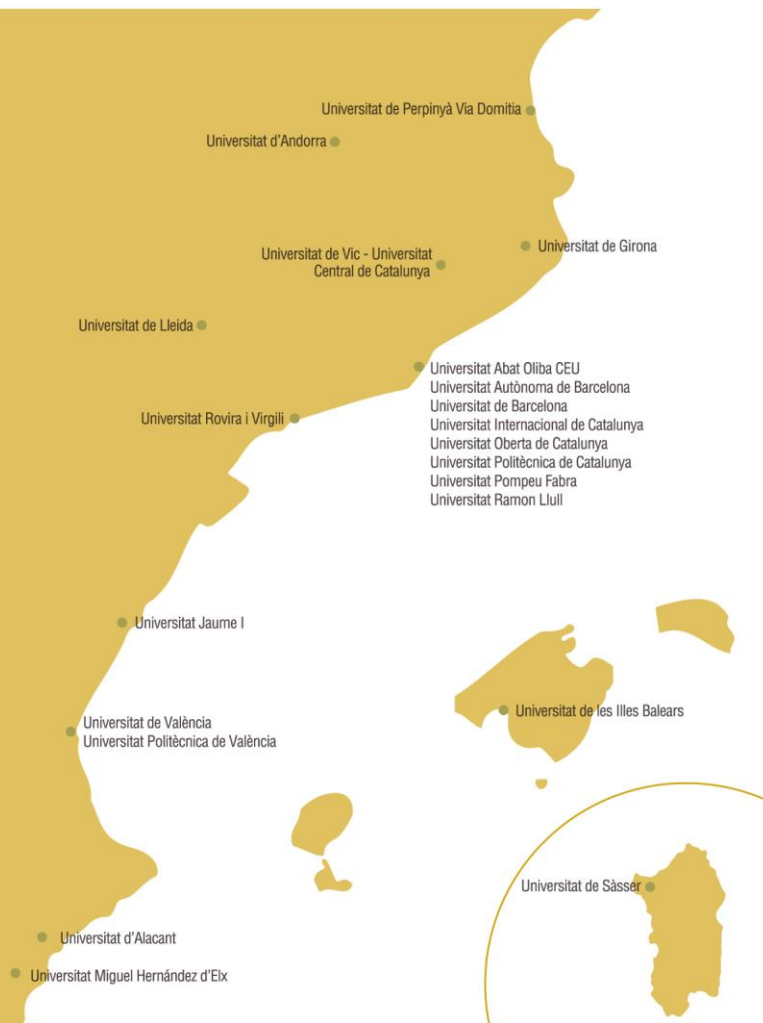 Universitat de Perpinyà Via Domitia
Universitat d'Andorra
Universitat de Girona
Universitat de Vic - Universitat
Central de Catalunya
Universitat de Lleida
Universitat Abat Oliba CEU
Universitat Autònoma de Barcelona
Universitat de Barcelona
Universitat Internacional de Catalunya
Universitat Oberta de Catalunya
Universitat Politècnica de Catalunya
Universitat Pompeu Fabra
Universitat Ramon Llull
Universitat Rovira i Virgili
Universitat Jaume I
Universitat de les Illes Balears
Universitat de València
Universitat Politècnica de València
Universitat de Sàsser
Universitat d'Alacant
Universitat Miguel Hernández d'Elx